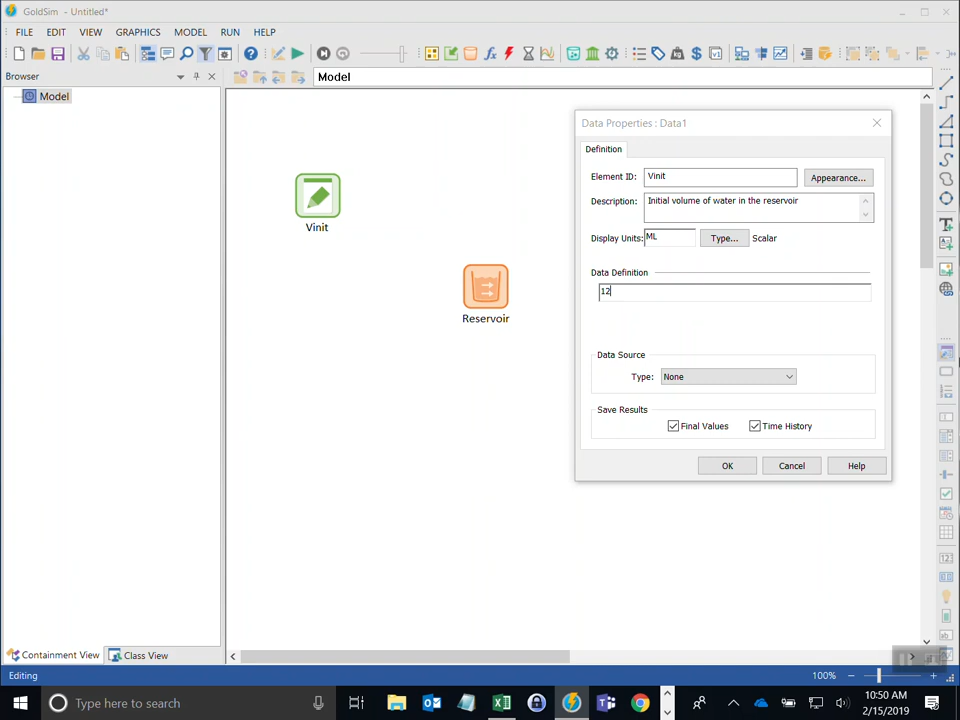 GoldSim - Untitled*
FILE EDIT VIEW GRAPHICS MODEL RUN HELP
Browser
Model
Model
Vinit
Reservoir
Data Properties : Data1
Definition
Element ID: Vinit Appearance...
Description: Initial volume of water in the reservoir
Display Units: ML Type... Scalar
Data Definition
12
Data Source
Type: None
Save Results
Final Values Time History
OK Cancel Help
Containment View Class View
Editing 100%
Type here to search
10:50 AM
2/15/2019